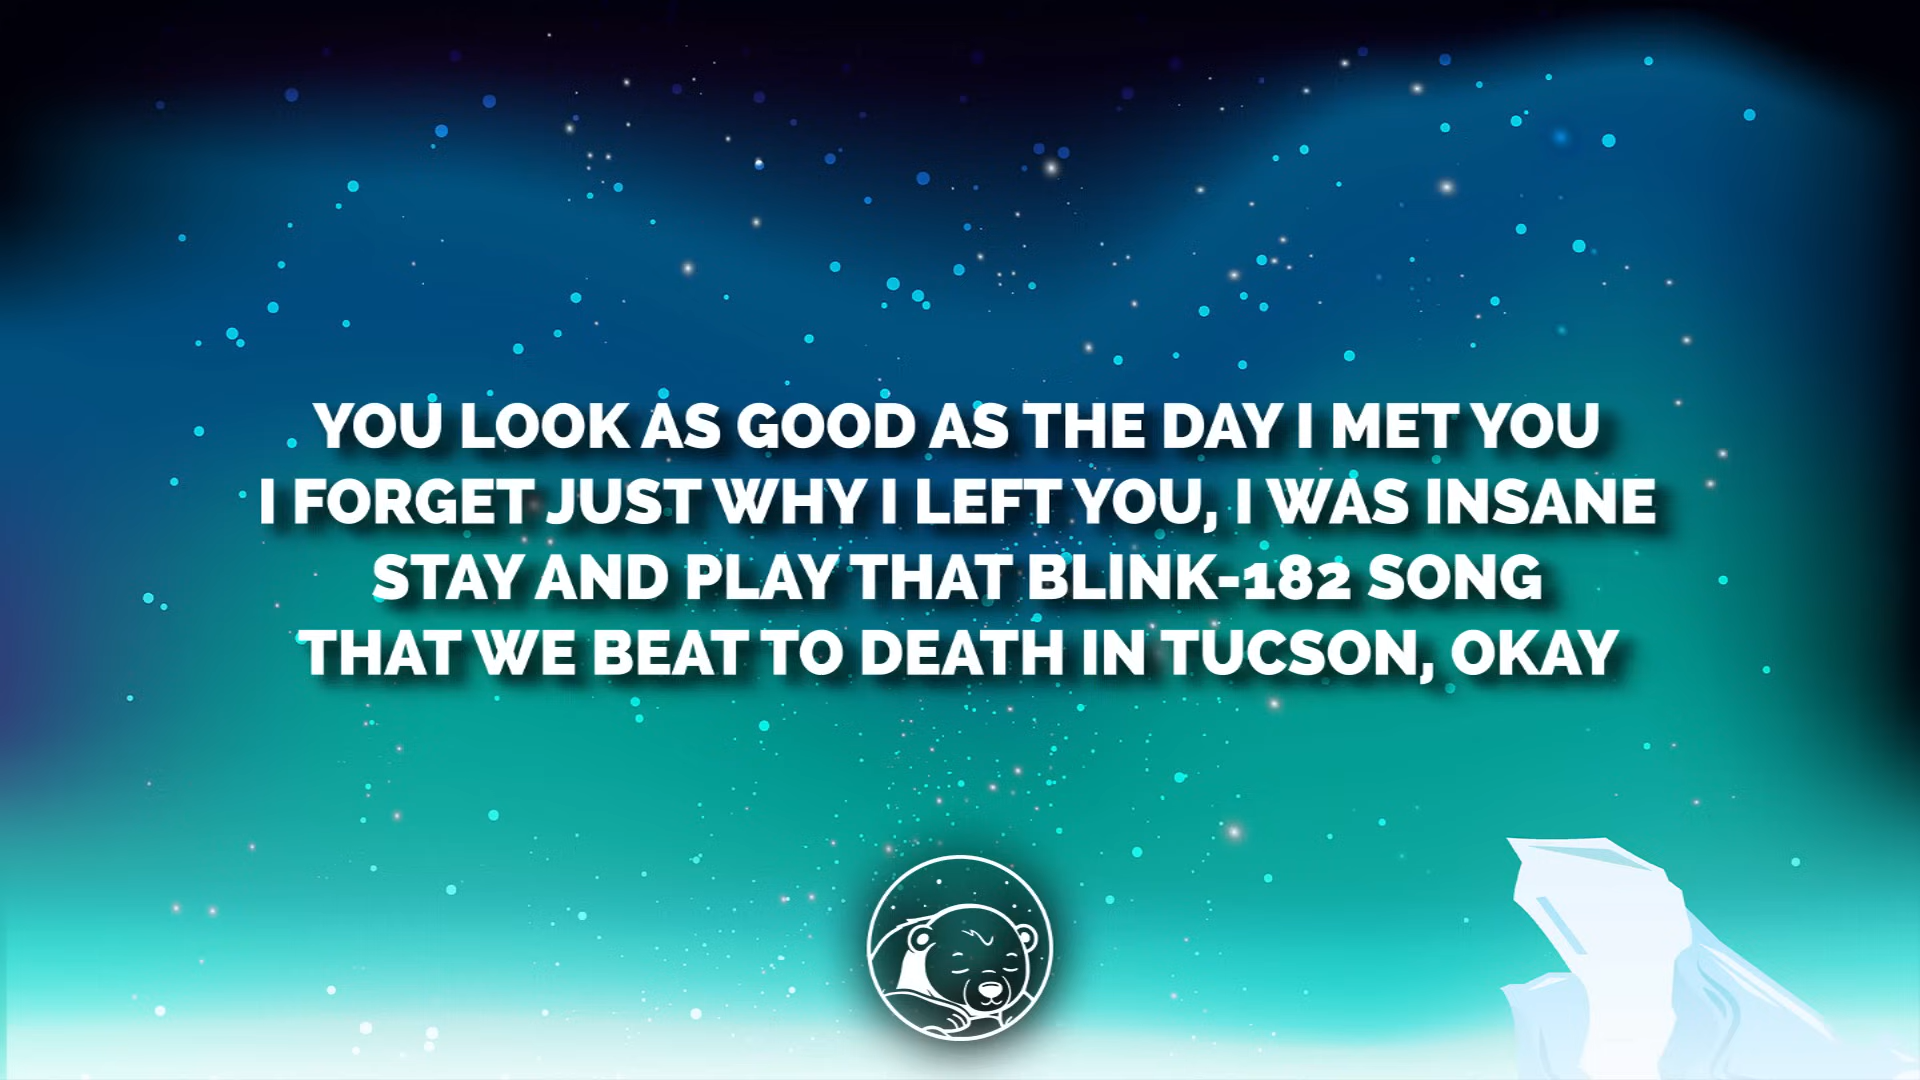 YOU LOOK AS GOOD AS THE DAY I MET YOU
I FORGET JUST WHY I LEFT YOU, I WAS INSANE
STAY AND PLAY THAT BLINK-182 SONG
THAT WE BEAT TO DEATH IN TUCSON, OKAY